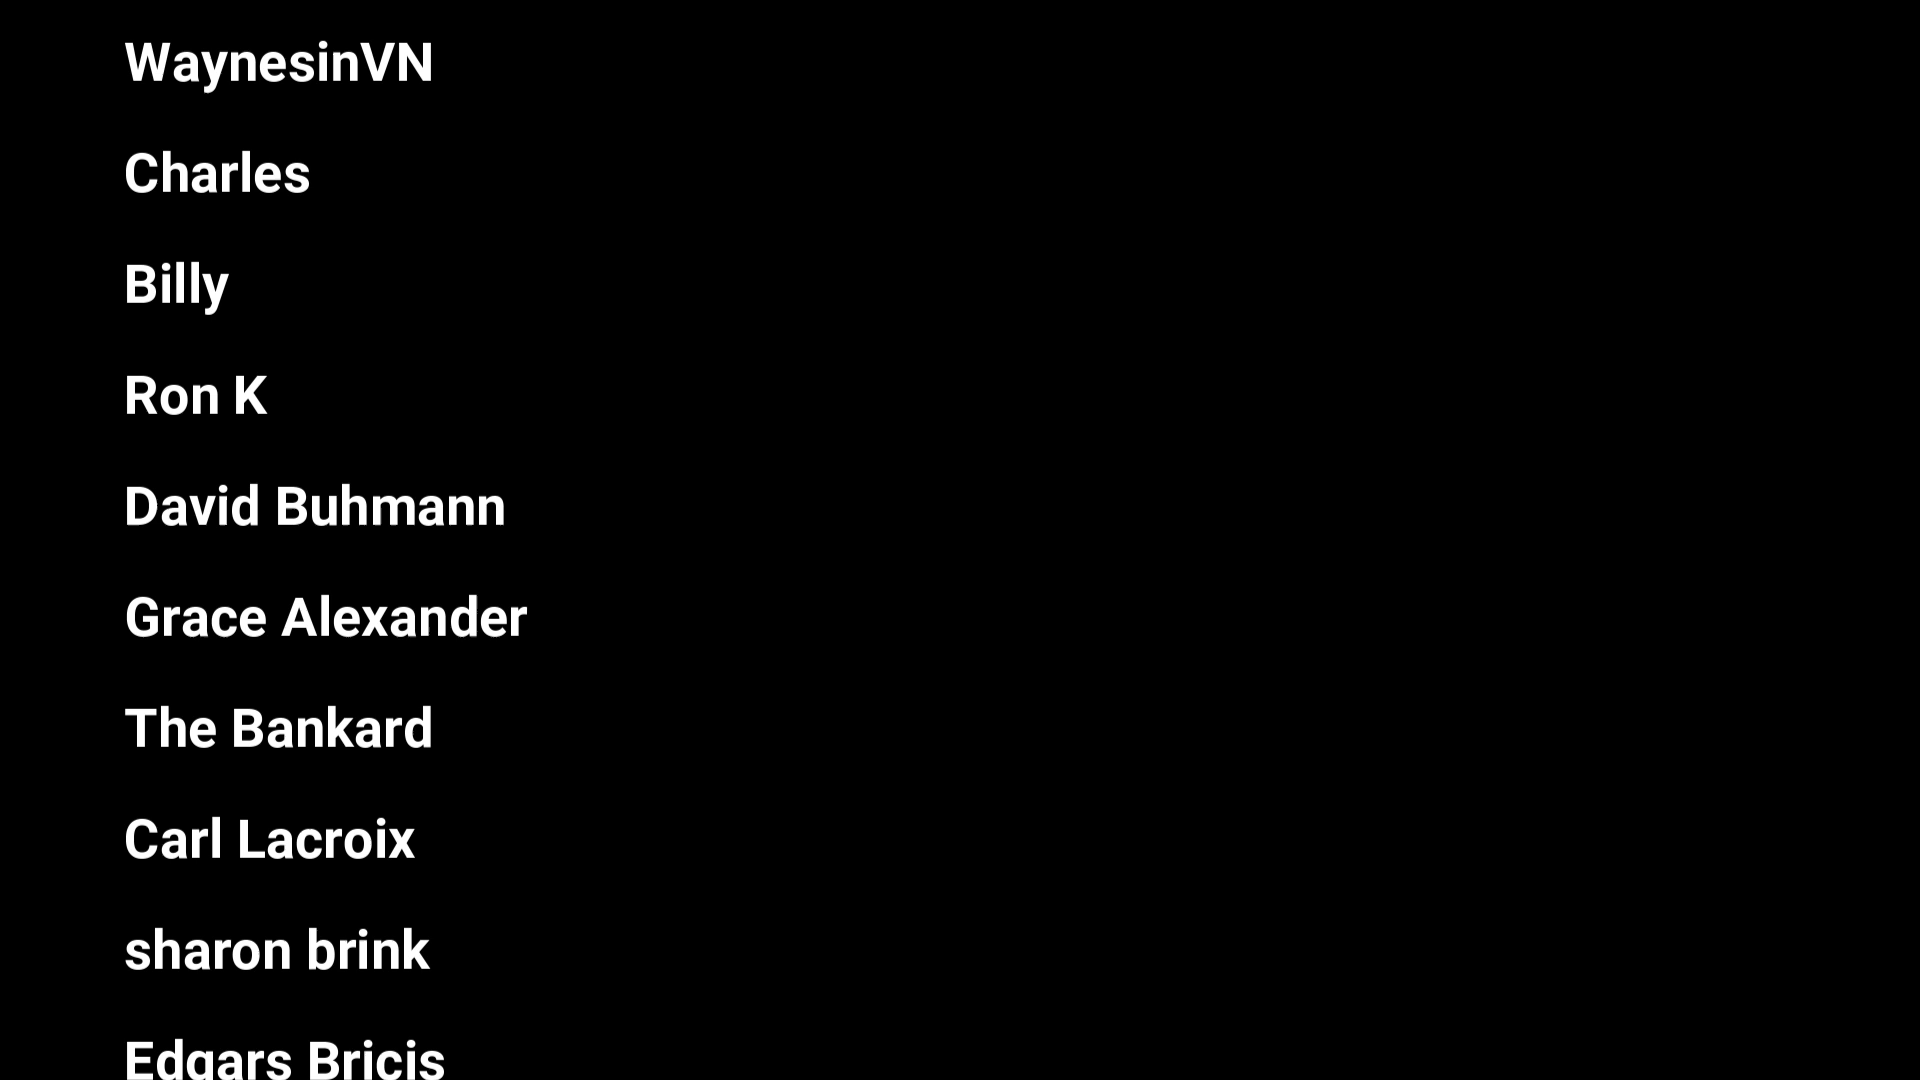 WaynesinVN
Charles
Billy
Ron K
David Buhmann
Grace Alexander
The Bankard
Carl Lacroix
sharon brink
Edgars Bricis